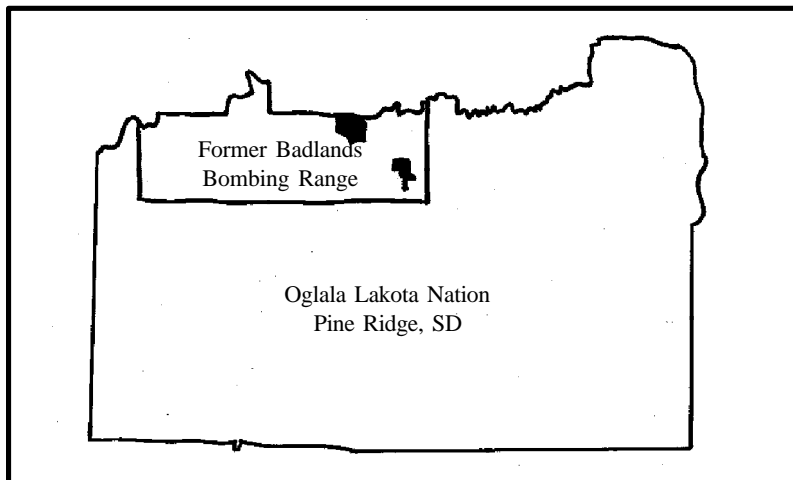 Former Badlands
Bombing Range
Oglala Lakota Nation
Pine Ridge, SD